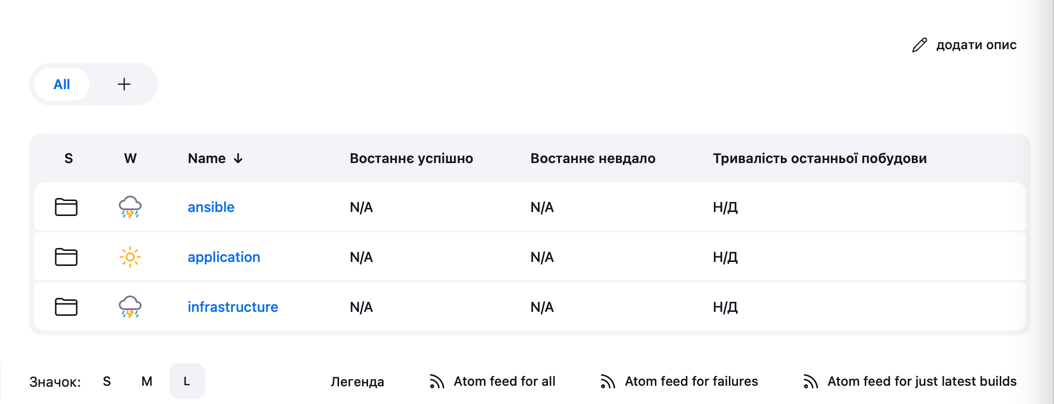 додати опис
All +
S W Name ↓ Востаннє успішно Востаннє невдало Тривалість останньої побудови
ansible N/A N/A Н/Д
application N/A N/A Н/Д
infrastructure N/A N/A Н/Д
Значок: S M L Легенда Atom feed for all Atom feed for failures Atom feed for just latest builds